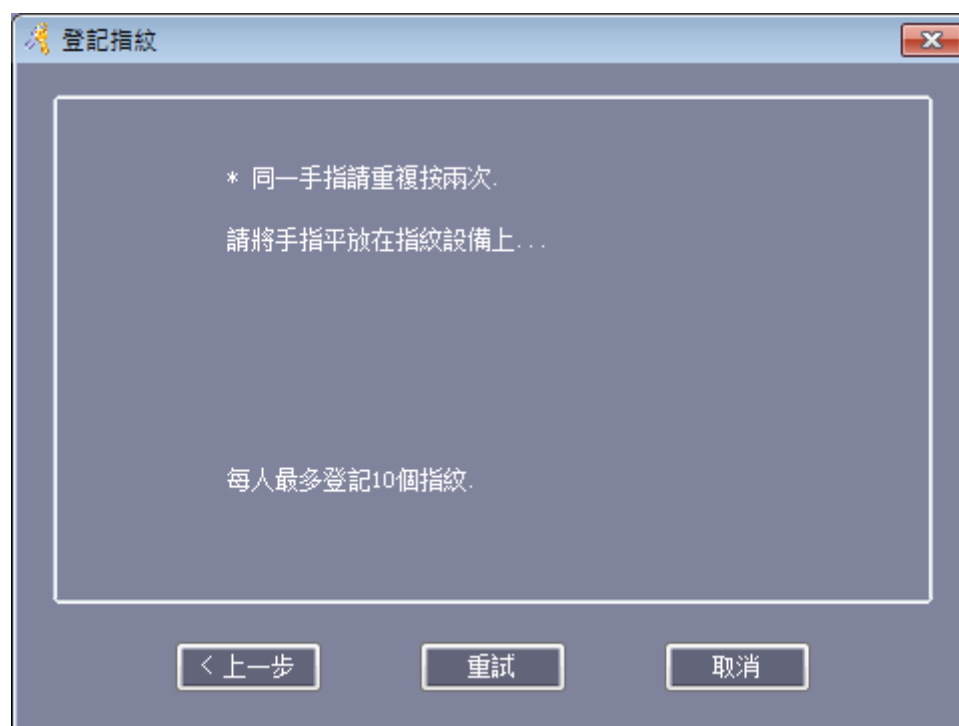 登記指紋
* 同一手指請重複按兩次.
請將手指平放在指紋設備上...
每人最多登記10個指紋.
< 上一步
重試
取消